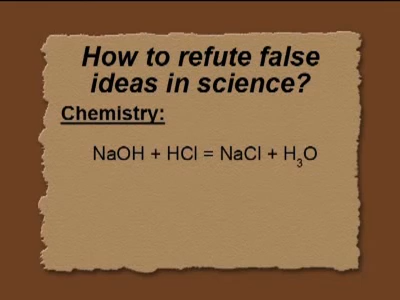 How to refute false
ideas in science?
Chemistry:
NaOH + HCl = NaCl + H₃O